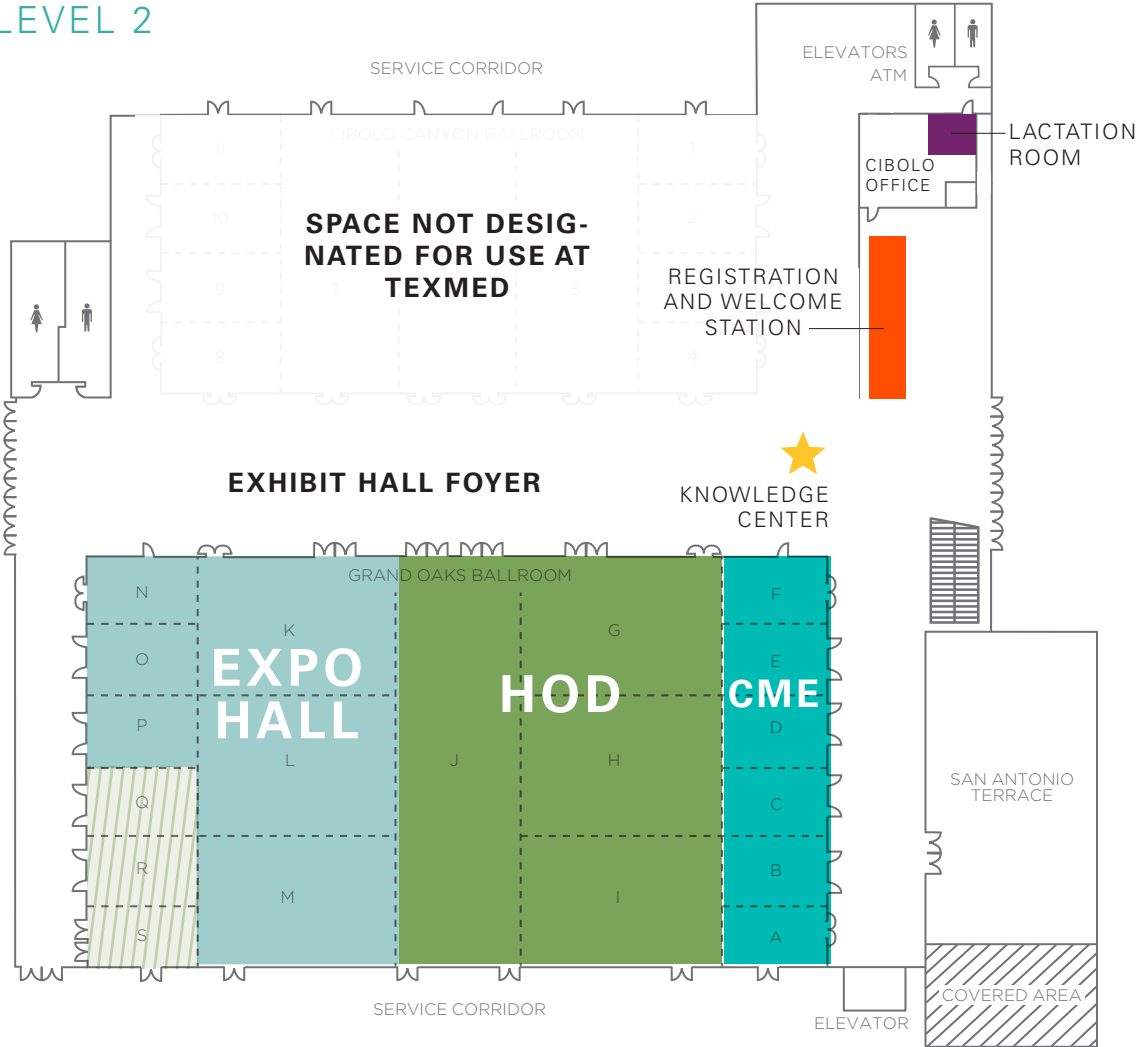 LEVEL 2
SERVICE CORRIDOR
ELEVATORS
ATM
CIBOLO CANYON BALLROOM
LACTATION
ROOM
CIBOLO
OFFICE
11
1
10
2
SPACE NOT DESIG-
NATED FOR USE AT
TEXMED
9
7
5
8
4
REGISTRATION
AND WELCOME
STATION
EXHIBIT HALL FOYER
KNOWLEDGE
CENTER
GRAND OAKS BALLROOM
N
K
G
F
O
E
EXPO
HALL
HOD
CME
P
D
L
J
H
Q
C
R
B
M
I
S
A
SAN ANTONIO
TERRACE
COVERED AREA
SERVICE CORRIDOR
ELEVATOR